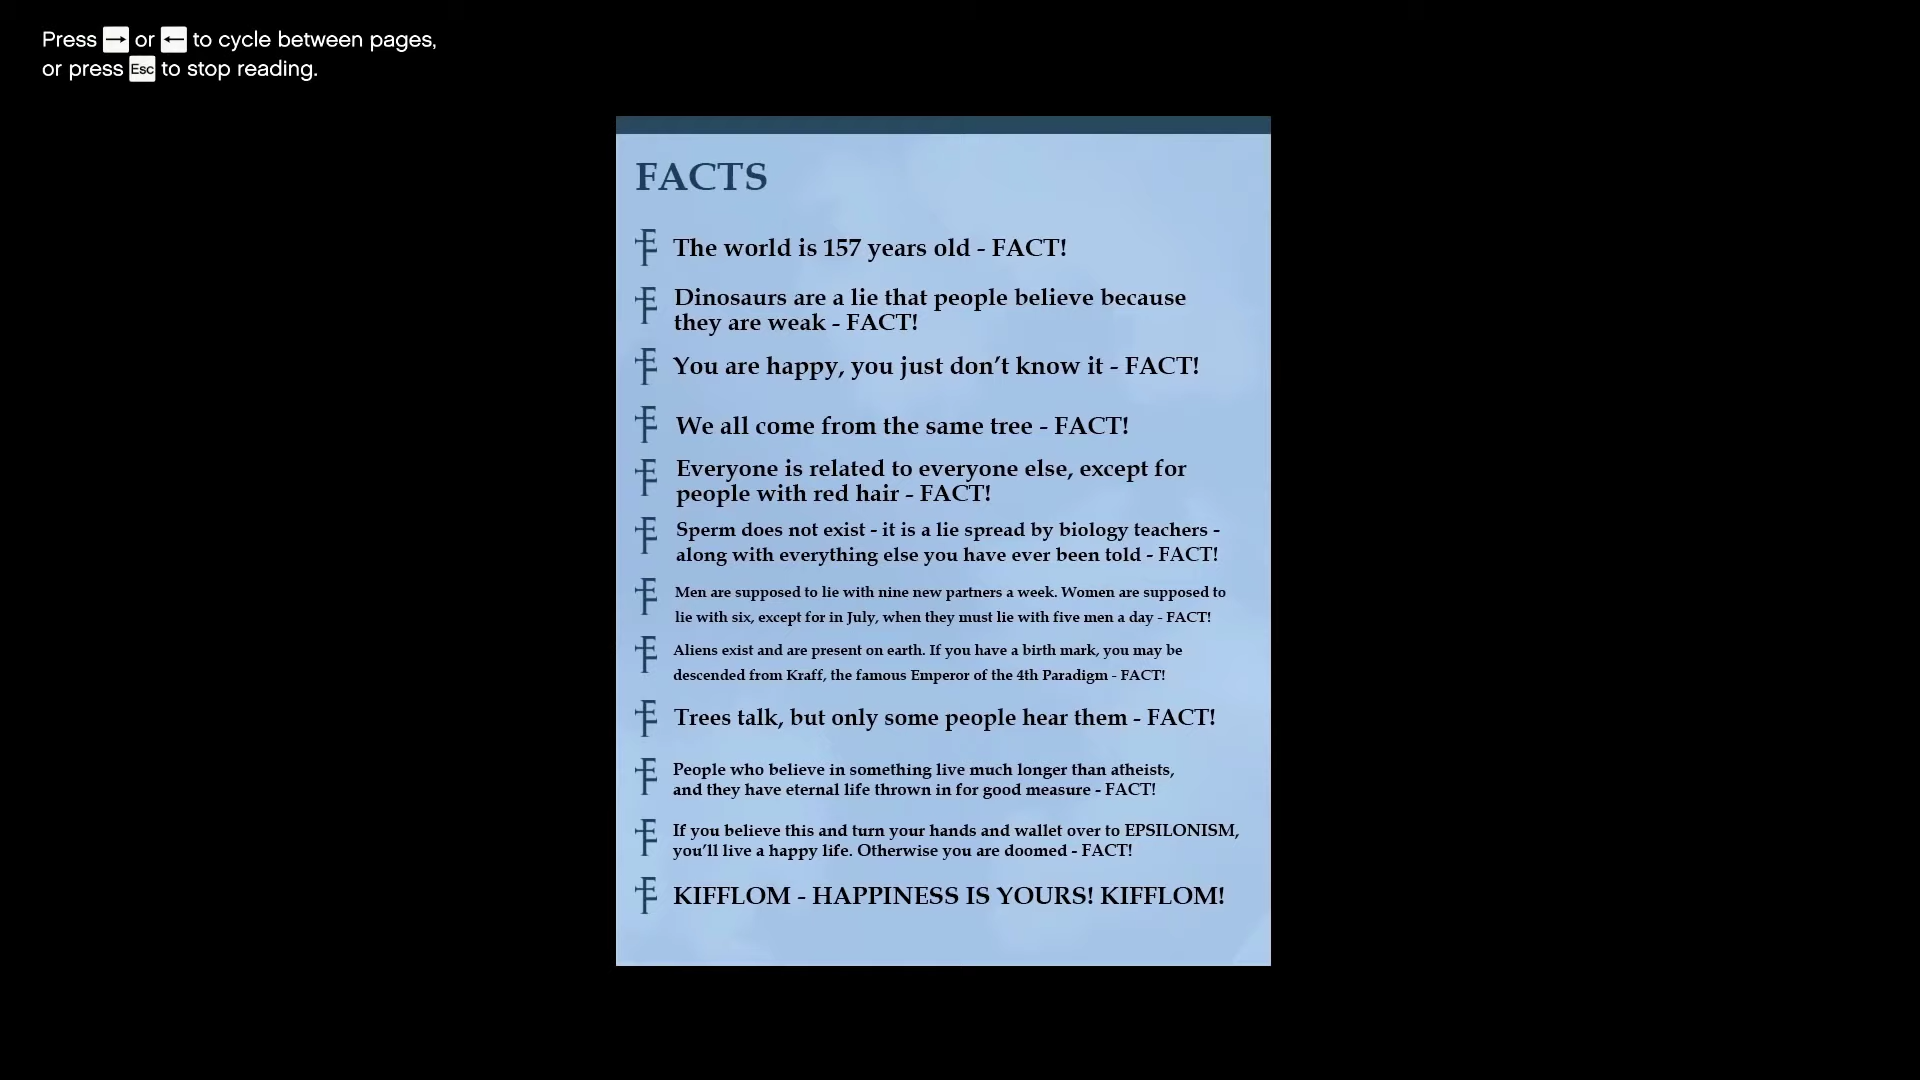 Press → or ← to cycle between pages,
or press Esc to stop reading.
FACTS
The world is 157 years old - FACT!
Dinosaurs are a lie that people believe because
they are weak - FACT!
You are happy, you just don’t know it - FACT!
We all come from the same tree - FACT!
Everyone is related to everyone else, except for
people with red hair - FACT!
Sperm does not exist - it is a lie spread by biology teachers -
along with everything else you have ever been told - FACT!
Men are supposed to lie with nine new partners a week. Women are supposed to
lie with six, except for in July, when they must lie with five men a day - FACT!
Aliens exist and are present on earth. If you have a birth mark, you may be
descended from Kraff, the famous Emperor of the 4th Paradigm - FACT!
Trees talk, but only some people hear them - FACT!
People who believe in something live much longer than atheists,
and they have eternal life thrown in for good measure - FACT!
If you believe this and turn your hands and wallet over to EPSILONISM,
you’ll live a happy life. Otherwise you are doomed - FACT!
KIFFLOM - HAPPINESS IS YOURS! KIFFLOM!